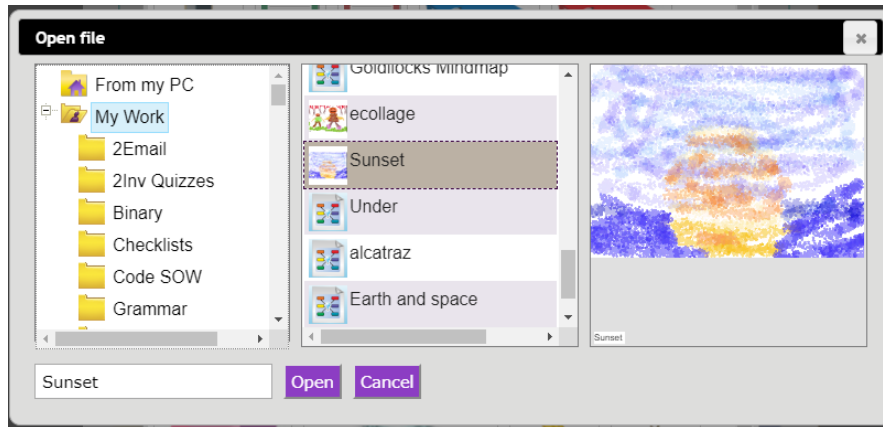 Open file
From my PC
My Work
2Email
2Inv Quizzes
Binary
Checklists
Code SOW
Grammar
Goldilocks Mindmap
ecollage
Sunset
Under
alcatraz
Earth and space
Sunset
Sunset
Open
Cancel